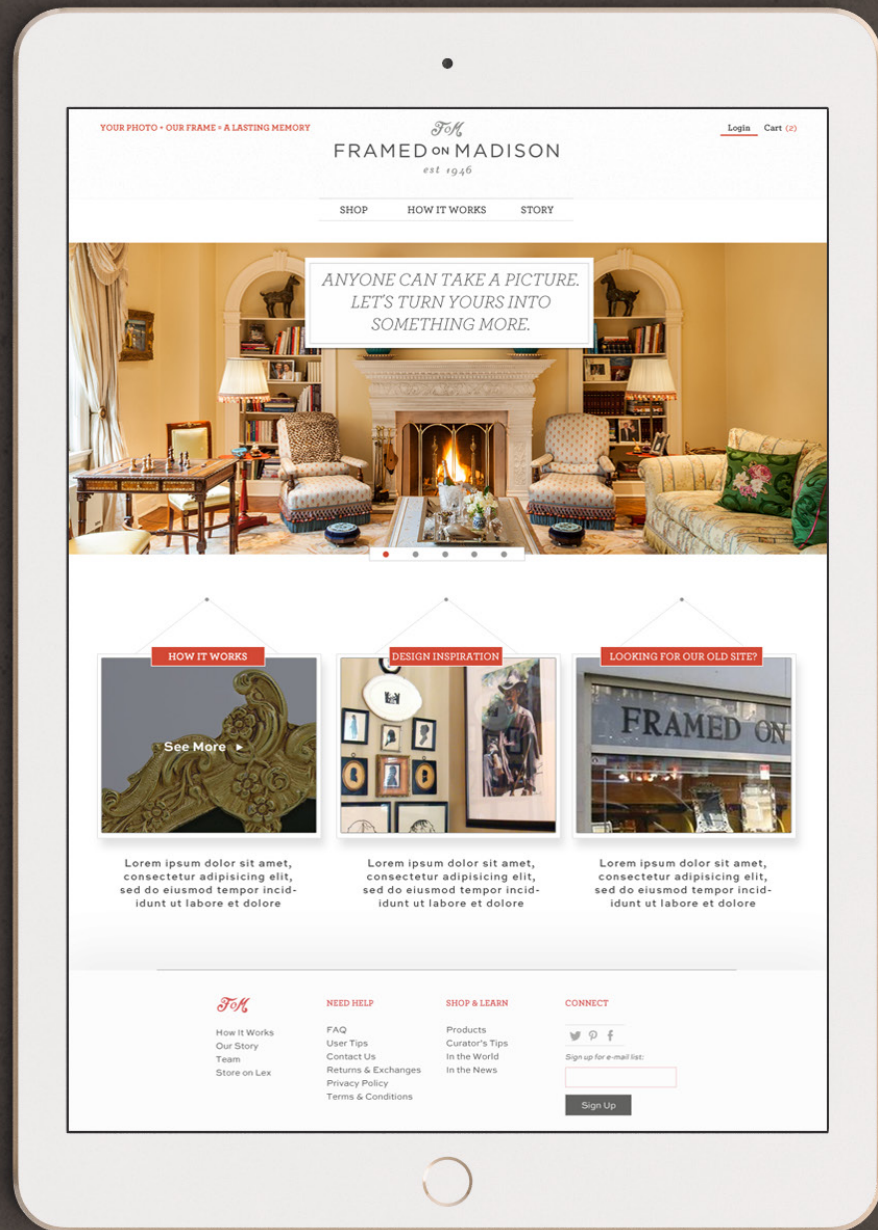 YOUR PHOTO + OUR FRAME = A LASTING MEMORY
FoM
FRAMED ON MADISON
est 1946
Login Cart (2)
SHOP HOW IT WORKS STORY
ANYONE CAN TAKE A PICTURE.
LET'S TURN YOURS INTO
SOMETHING MORE.
HOW IT WORKS
See More
DESIGN INSPIRATION
LOOKING FOR OUR OLD SITE?
FRAMED ON
Lorem ipsum dolor sit amet,
consectetur adipisicing elit,
sed do eiusmod tempor incid-
idunt ut labore et dolore
Lorem ipsum dolor sit amet,
consectetur adipisicing elit,
sed do eiusmod tempor incid-
idunt ut labore et dolore
Lorem ipsum dolor sit amet,
consectetur adipisicing elit,
sed do eiusmod tempor incid-
idunt ut labore et dolore
FoM
How It Works
Our Story
Team
Store on Lex
NEED HELP
FAQ
User Tips
Contact Us
Returns & Exchanges
Privacy Policy
Terms & Conditions
SHOP & LEARN
Products
Curator's Tips
In the World
In the News
CONNECT
Sign up for e-mail list:
Sign Up